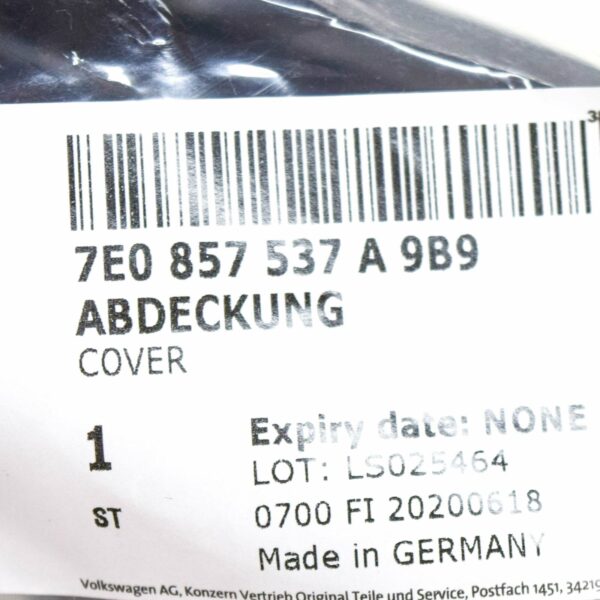 7E0 857 537 A 9B9
ABDECKUNG
COVER
1
ST
Expiry date: NONE
LOT: LS025464
0700 FI 20200618
Made in GERMANY
Volkswagen AG, Konzern Vertrieb Original Teile und Service, Postfach 1451, 34219